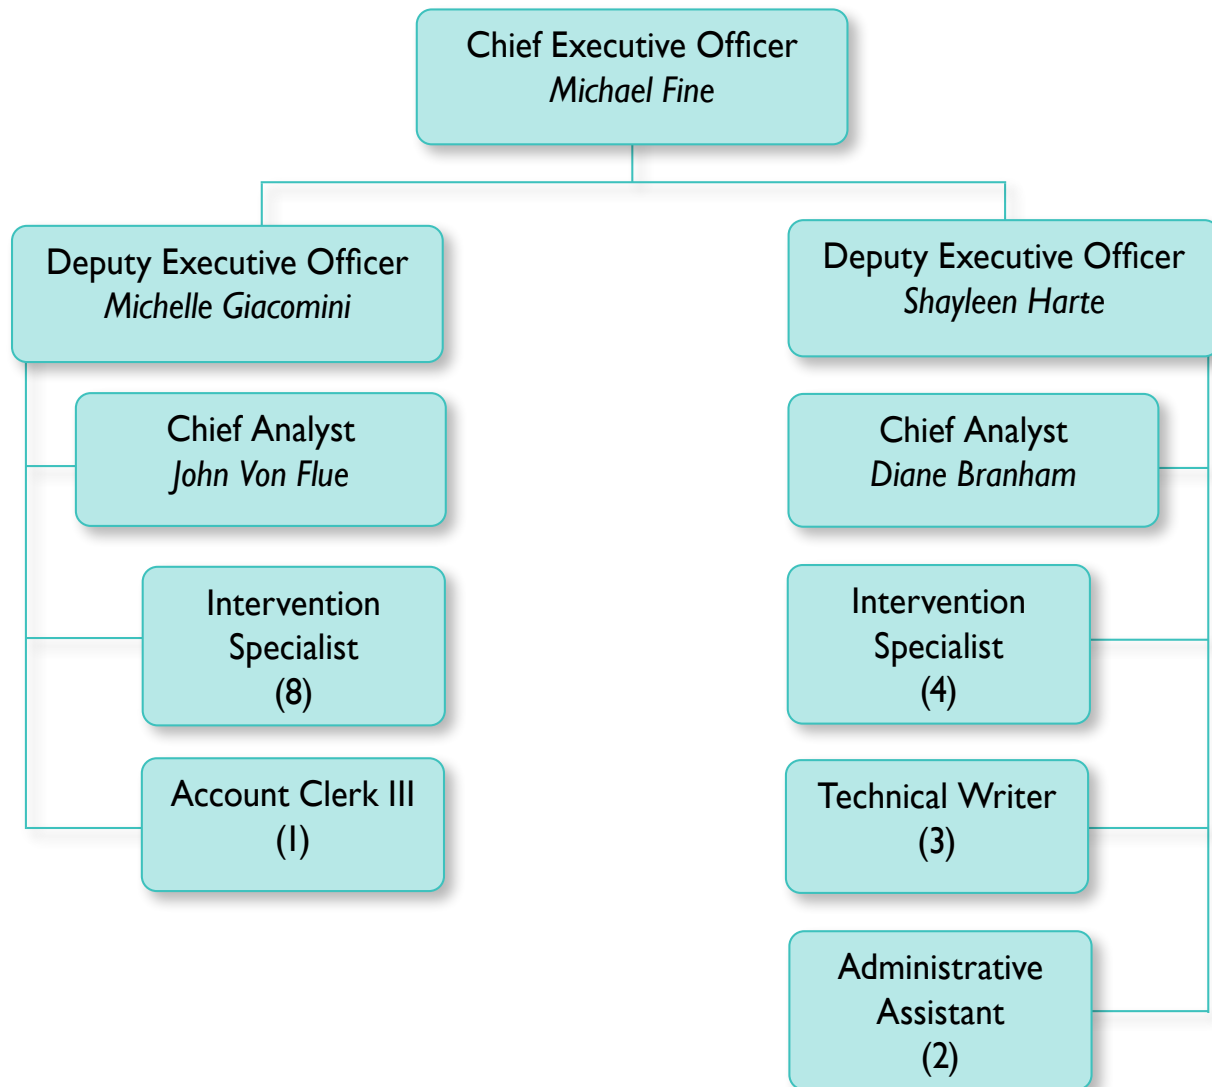 Chief Executive Officer
Michael Fine
Deputy Executive Officer
Michelle Giacomini
Deputy Executive Officer
Shayleen Harte
Chief Analyst
John Von Flue
Chief Analyst
Diane Branham
Intervention
Specialist
(8)
Intervention
Specialist
(4)
Account Clerk III
(1)
Technical Writer
(3)
Administrative
Assistant
(2)